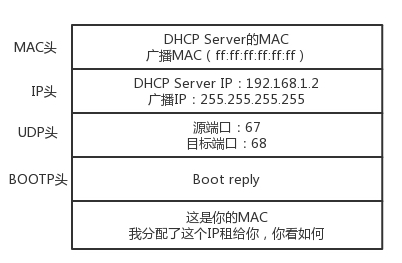 MAC头
DHCP Server的MAC
广播MAC（ff:ff:ff:ff:ff:ff）
IP头
DHCP Server IP：192.168.1.2
广播IP：255.255.255.255
UDP头
源端口：67
目标端口：68
BOOTP头
Boot reply
这是你的MAC
我分配了这个IP租给你，你看如何